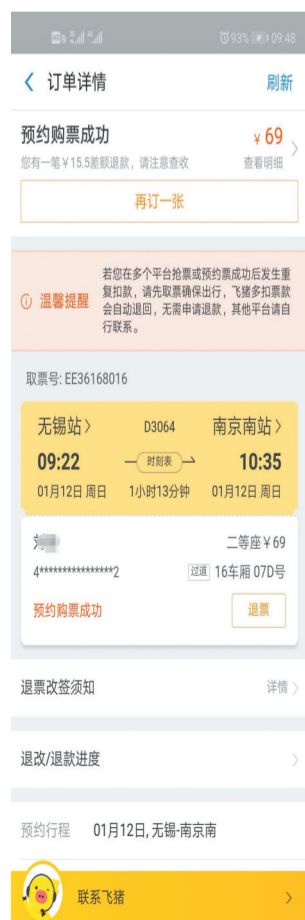 93% 09:48
订单详情 刷新
预约购票成功 ¥ 69
您有一笔¥15.5差额退款，请注意查收 查看明细
再订一张
温馨提醒
若您在多个平台抢票或预约票成功后发生重
复扣款，请先取票确保出行，飞猪多扣票款
会自动退回，无需申请退款，其他平台请自
行联系。
取票号: EE36168016
无锡站 D3064 南京南站
09:22 时刻表 10:35
01月12日 周日 1小时13分钟 01月12日 周日
二等座¥69
4****************2 过道 16车厢 07D号
预约购票成功 退票
退票改签须知 详情
退改/退款进度
预约行程 01月12日, 无锡-南京南
联系飞猪